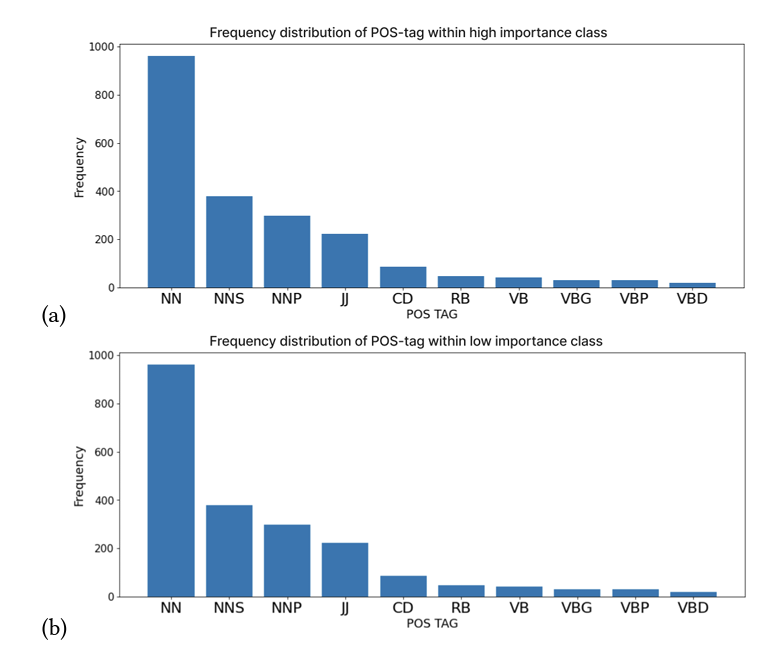 Frequency distribution of POS-tag within high importance class
1000
800
600
400
200
0
Frequency
NN NNS NNP JJ CD RB VB VBG VBP VBD
POS TAG
(a)
Frequency distribution of POS-tag within low importance class
1000
800
600
400
200
0
Frequency
NN NNS NNP JJ CD RB VB VBG VBP VBD
POS TAG
(b)